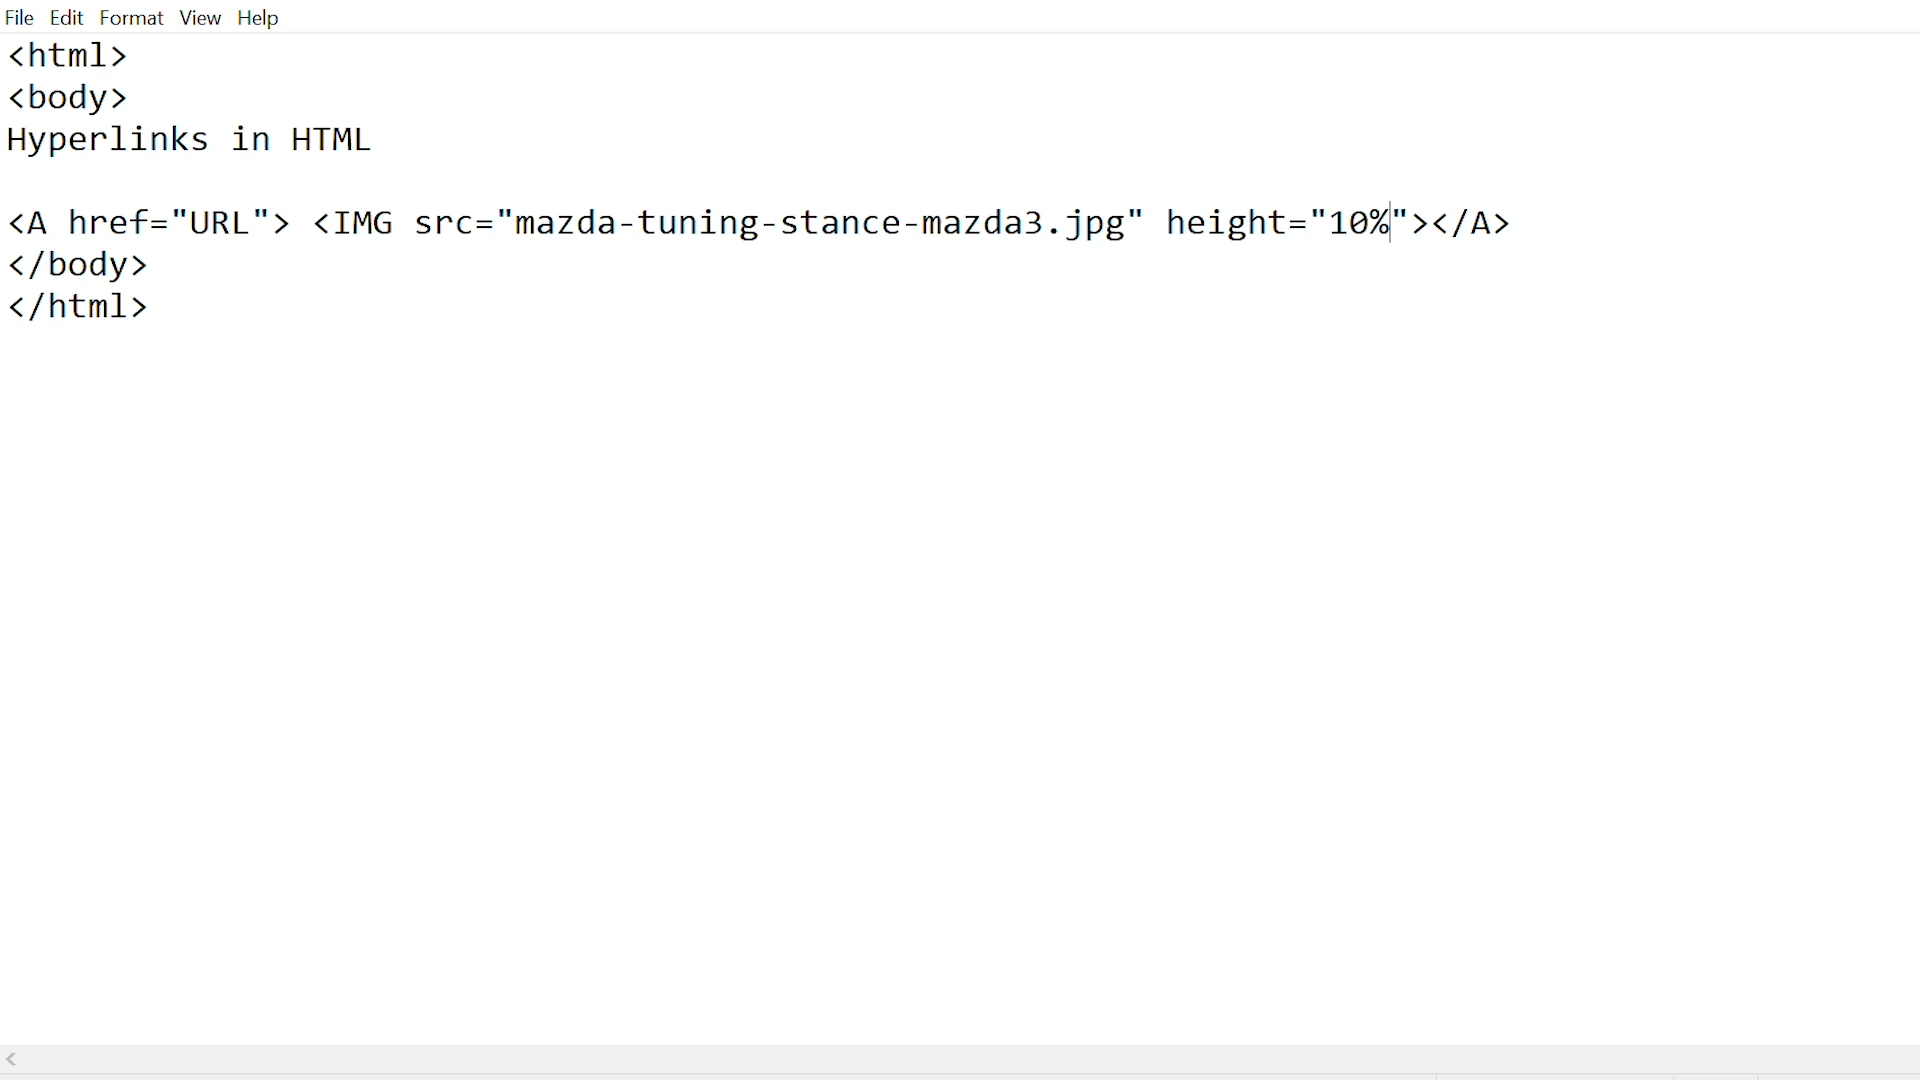 File Edit Format View Help
<html>
<body>
Hyperlinks in HTML
<A href="URL"> <IMG src="mazda-tuning-stance-mazda3.jpg" height="10%"></A>
</body>
</html>